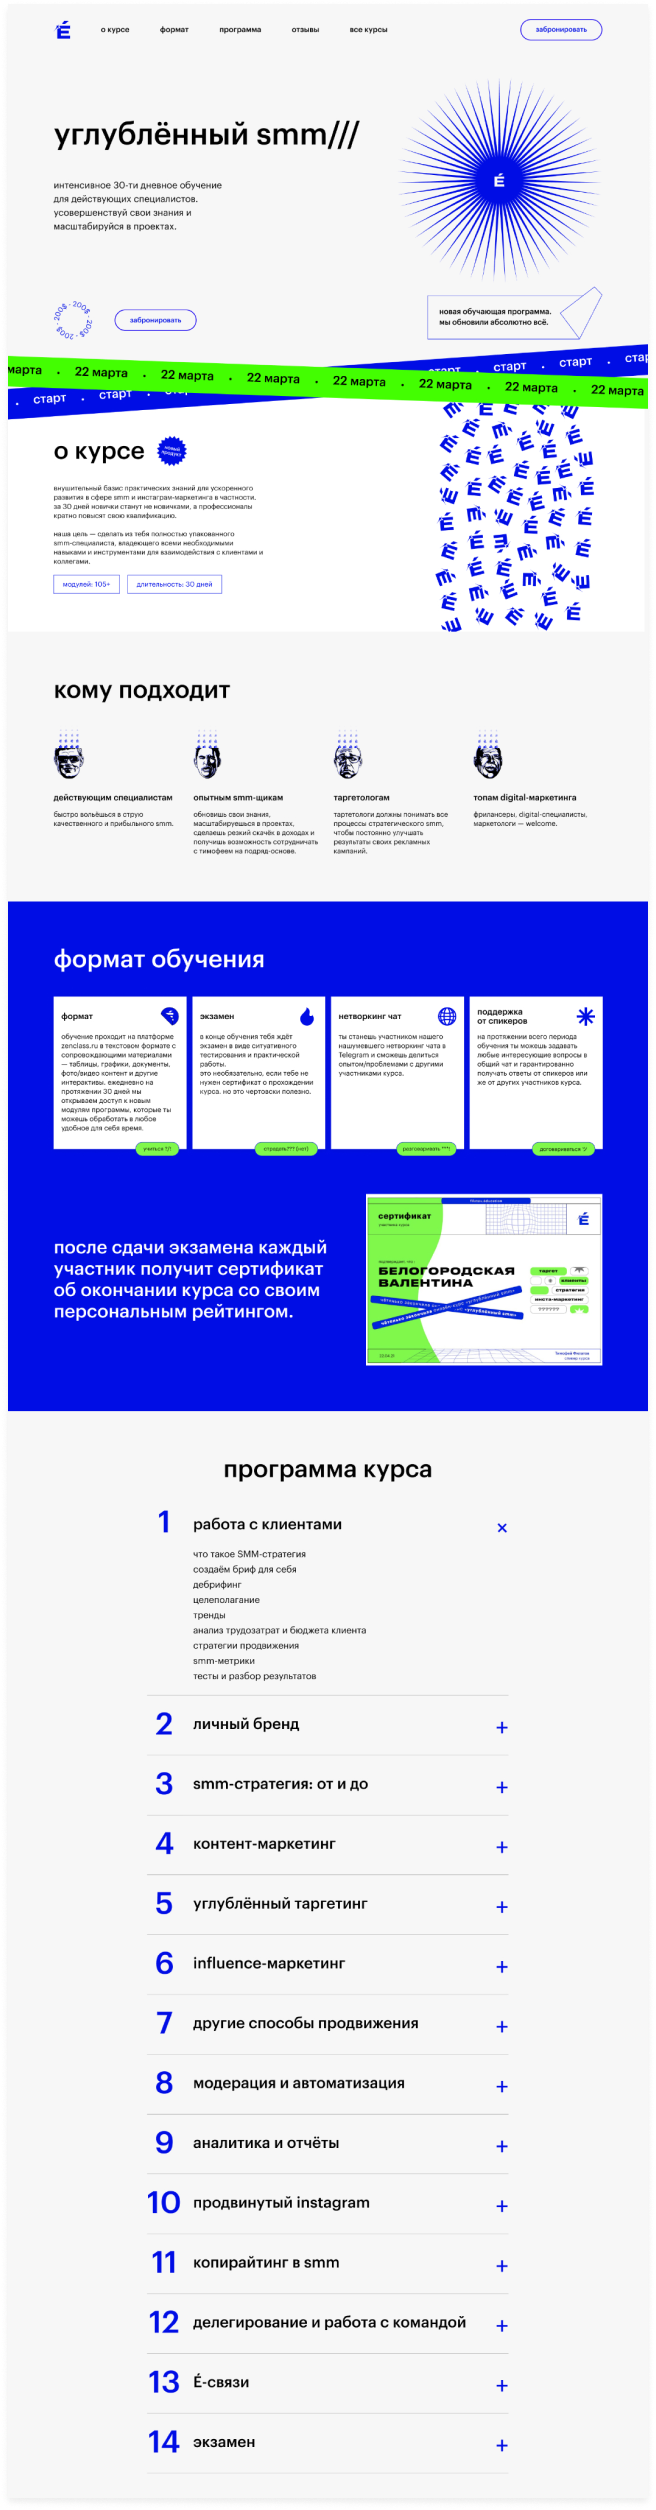 É
о курсе
формат
программа
отзывы
все курсы
забронировать
углублённый smm///
É
интенсивное 30-ти дневное обучение
для действующих специалистов.
усовершенствуй свои знания и
масштабируйся в проектах.
200$ - 200$ - 200$ - 200$ -
забронировать
новая обучающая программа.
мы обновили абсолютно всё.
старт . старт . старт
марта . 22 марта . 22 марта . 22 марта . 22 марта . 22 марта . 22 марта . 22 марта
. старт . старт .
о курсе
новый
продукт
внушительный базис практических знаний для ускоренного
развития в сфере smm и инстаграм-маркетинга в частности.
за 30 дней новички станут не новичками, а профессионалы
кратно повысят свою квалификацию.
наша цель — сделать из тебя полностью упакованного
smm-специалиста, владеющего всеми необходимыми
навыками и инструментами для взаимодействия с клиентами и
коллегами.
модулей: 105+
длительность: 30 дней
кому подходит
действующим специалистам
быстро вольёшься в струю
качественного и прибыльного smm.
опытным smm-щикам
обновишь свои знания,
масштабируешься в проектах,
сделаешь резкий скачёк в доходах и
получишь возможность сотрудничать
с тимофеем на подряд-основе.
таргетологам
тартетологи должны понимать все
процессы стратегического smm,
чтобы постоянно улучшать
результаты своих рекламных
кампаний.
топам digital-маркетинга
фрилансеры, digital-специалисты,
маркетологи — welcome.
формат обучения
формат
обучение проходит на платформе
zenclass.ru в текстовом формате с
сопровождающими материалами
— таблицы, графики, документы,
фото/видео контент и другие
интерактивы. ежедневно на
протяжении 30 дней мы
открываем доступ к новым
модулям программы, которые ты
можешь обработать в любое
удобное для себя время.
учиться */)
экзамен
в конце обучения тебя ждёт
экзамен в виде ситуативного
тестирования и практической
работы.
это необязательно, если тебе не
нужен сертификат о прохождении
курса. но это чертовски полезно.
страдать??? (нет)
нетворкинг чат
ты станешь участником нашего
нашумевшего нетворкинг чата в
Telegram и сможешь делиться
опытом/проблемами с другими
участниками курса.
разговаривать ***!
поддержка
от спикеров
на протяжении всего периода
обучения ты можешь задавать
любые интересующие вопросы в
общий чат и гарантированно
получать ответы от спикеров или
же от других участников курса.
договариваться
после сдачи экзамена каждый
участник получит сертификат
об окончании курса со своим
персональным рейтингом.
сертификат
участника курса
É
БЕЛОГОРОДСКАЯ
ВАЛЕНТИНА
таргет
клиенты
стратегия
инста-маркетинг
??????
чётенько закончила онлайн-курс «углублённый smm»
Тимофей
спикер курса
программа курса
1 работа с клиентами ×
что такое SMM-стратегия
создаём бриф для себя
дебрифинг
целеполагание
тренды
анализ трудозатрат и бюджета клиента
стратегии продвижения
smm-метрики
тесты и разбор результатов
2 личный бренд +
3 smm-стратегия: от и до +
4 контент-маркетинг +
5 углублённый таргетинг +
6 influence-маркетинг +
7 другие способы продвижения +
8 модерация и автоматизация +
9 аналитика и отчёты +
10 продвинутый instagram +
11 копирайтинг в smm +
12 делегирование и работа с командой +
13 É-связи +
14 экзамен +